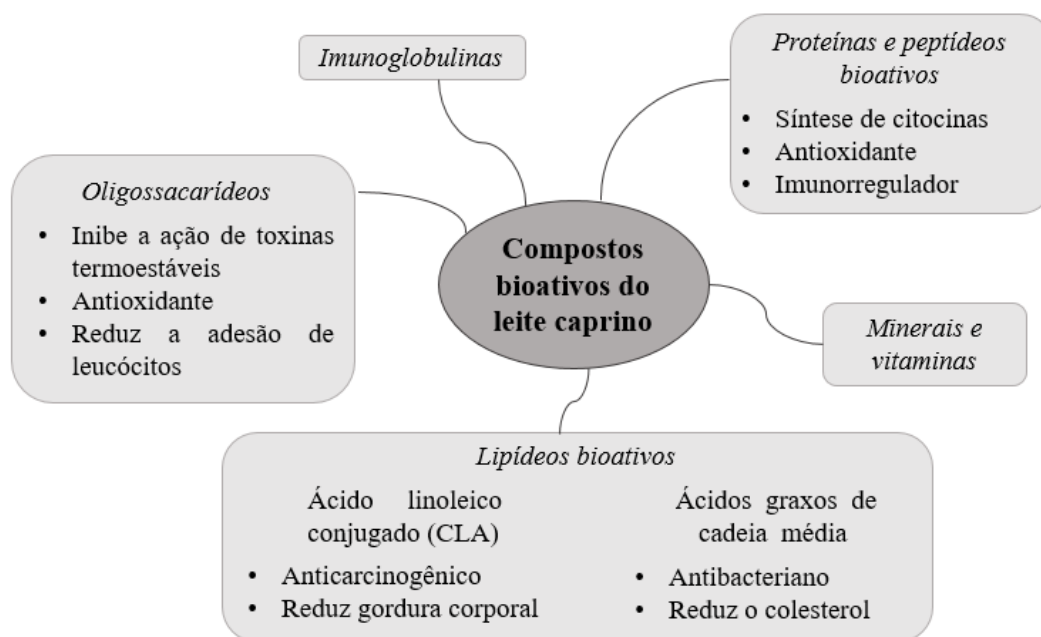 Imunoglobulinas
Proteínas e peptídeos
bioativos
• Síntese de citocinas
• Antioxidante
• Imunorregulador
Oligossacarídeos
• Inibe a ação de toxinas
termoestáveis
• Antioxidante
• Reduz a adesão de
leucócitos
Compostos
bioativos do
leite caprino
Minerais e
vitaminas
Lipídeos bioativos
Ácido linoleico
conjugado (CLA)
• Anticarcinogênico
• Reduz gordura corporal
Ácidos graxos de
cadeia média
• Antibacteriano
• Reduz o colesterol